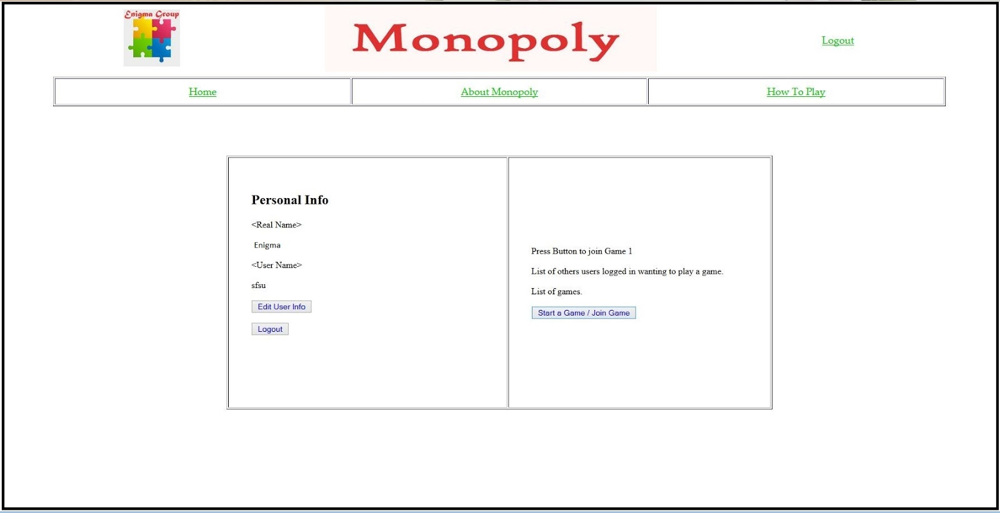 Enigma Group
Monopoly
Logout
Home
About Monopoly
How To Play
Personal Info
<Real Name>
Enigma
<User Name>
sfsu
Edit User Info
Logout
Press Button to join Game 1
List of others users logged in wanting to play a game.
List of games.
Start a Game / Join Game